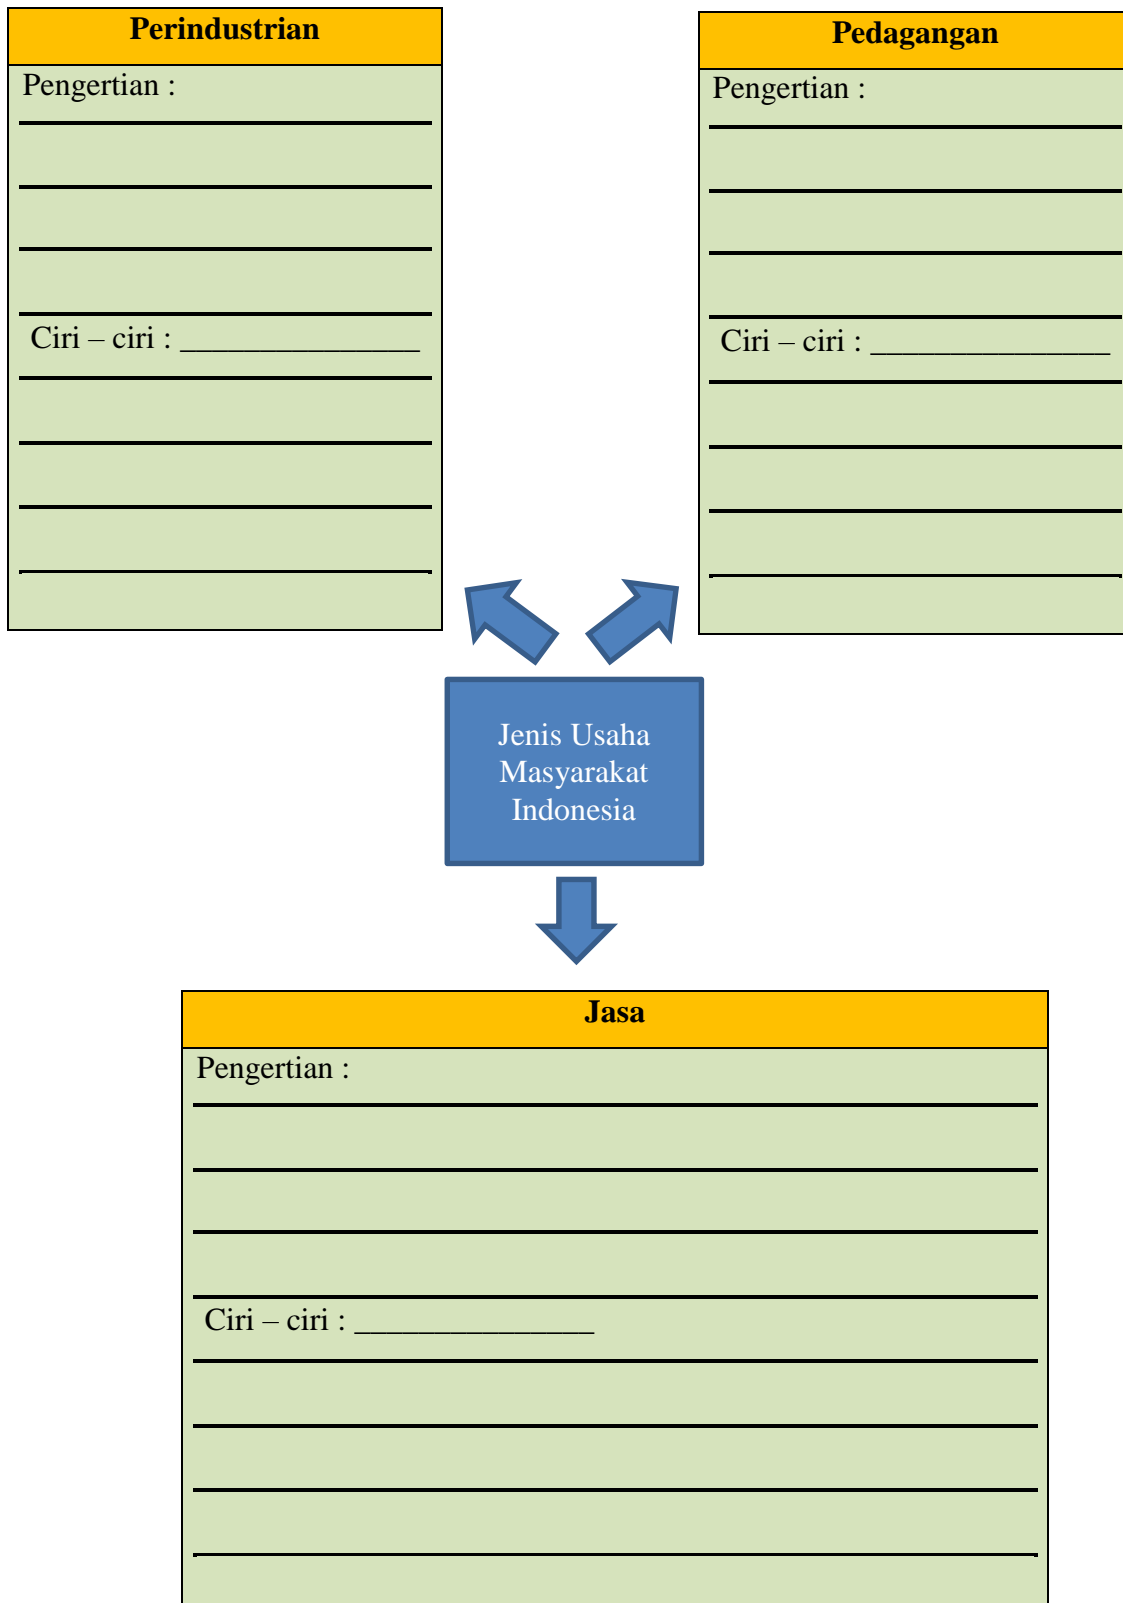 Perindustrian
Pengertian :
Ciri – ciri : _______________
Pedagangan
Pengertian :
Ciri – ciri : _______________
Jenis Usaha
Masyarakat
Indonesia
Jasa
Pengertian :
Ciri – ciri : _______________